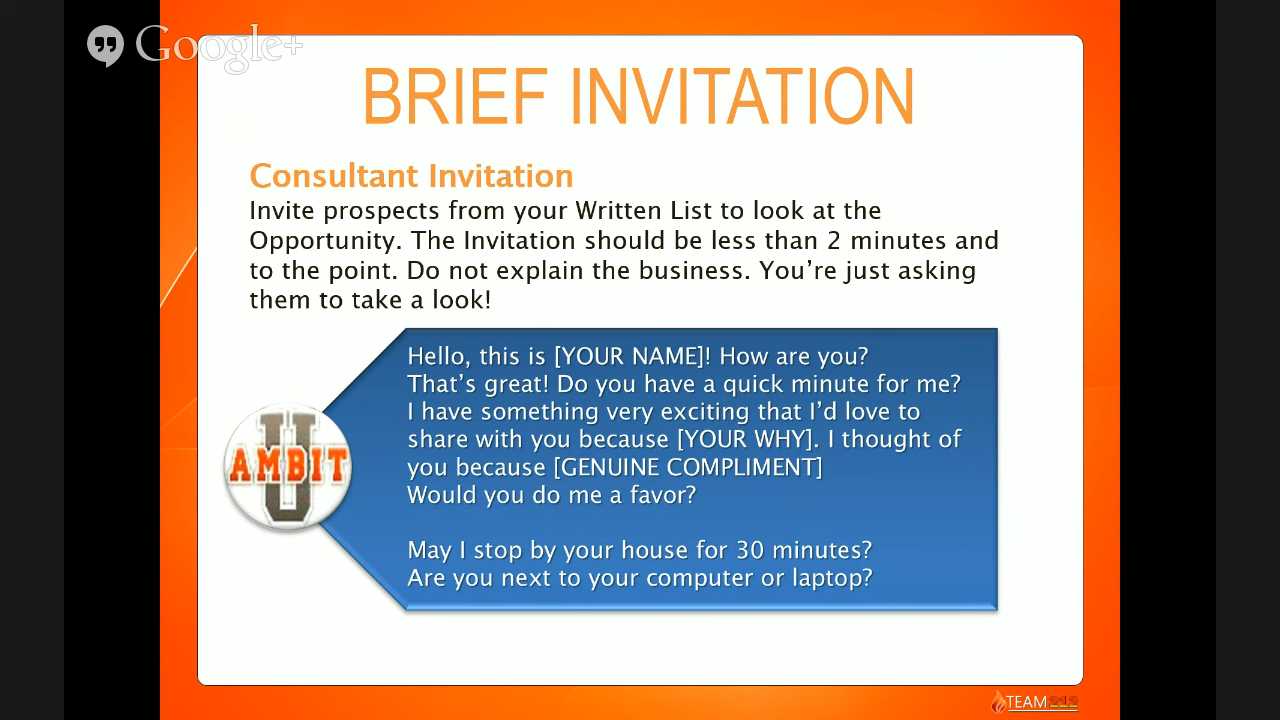 Google+
BRIEF INVITATION
Consultant Invitation
Invite prospects from your Written List to look at the
Opportunity. The Invitation should be less than 2 minutes and
to the point. Do not explain the business. You’re just asking
them to take a look!
Hello, this is [YOUR NAME]! How are you?
That’s great! Do you have a quick minute for me?
I have something very exciting that I’d love to
share with you because [YOUR WHY]. I thought of
you because [GENUINE COMPLIMENT]
Would you do me a favor?
May I stop by your house for 30 minutes?
Are you next to your computer or laptop?
U
AMBIT
TEAM 212